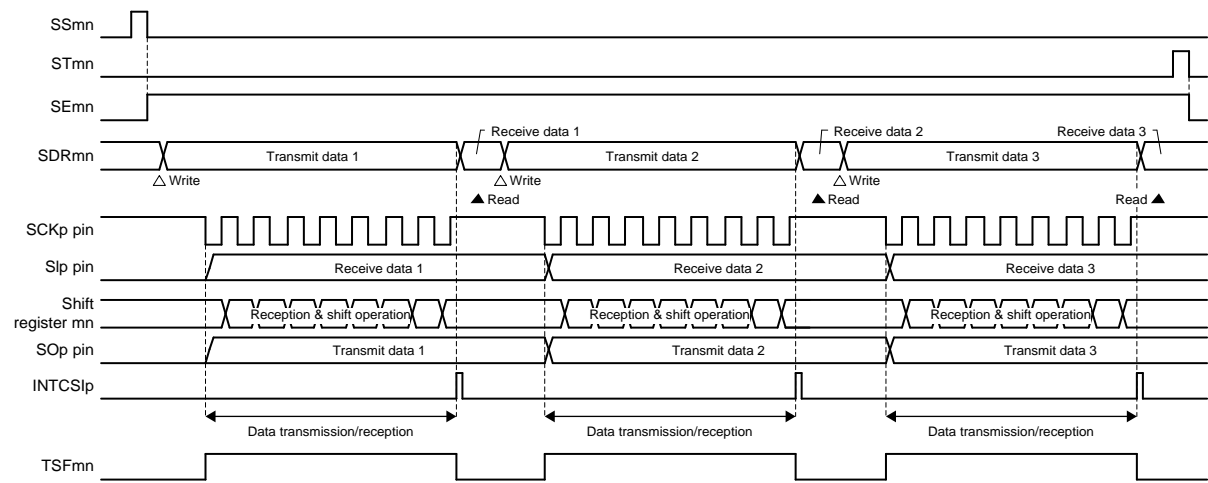 SSmn
STmn
SEmn
Receive data 1 Receive data 2 Receive data 3
SDRmn Transmit data 1 Transmit data 2 Transmit data 3
△ Write △ Write △ Write
▲ Read ▲ Read Read ▲
SCKp pin
SIp pin Receive data 1 Receive data 2 Receive data 3
Shift
register mn Reception & shift operation Reception & shift operation Reception & shift operation
SOp pin Transmit data 1 Transmit data 2 Transmit data 3
INTCSIp
Data transmission/reception Data transmission/reception Data transmission/reception
TSFmn